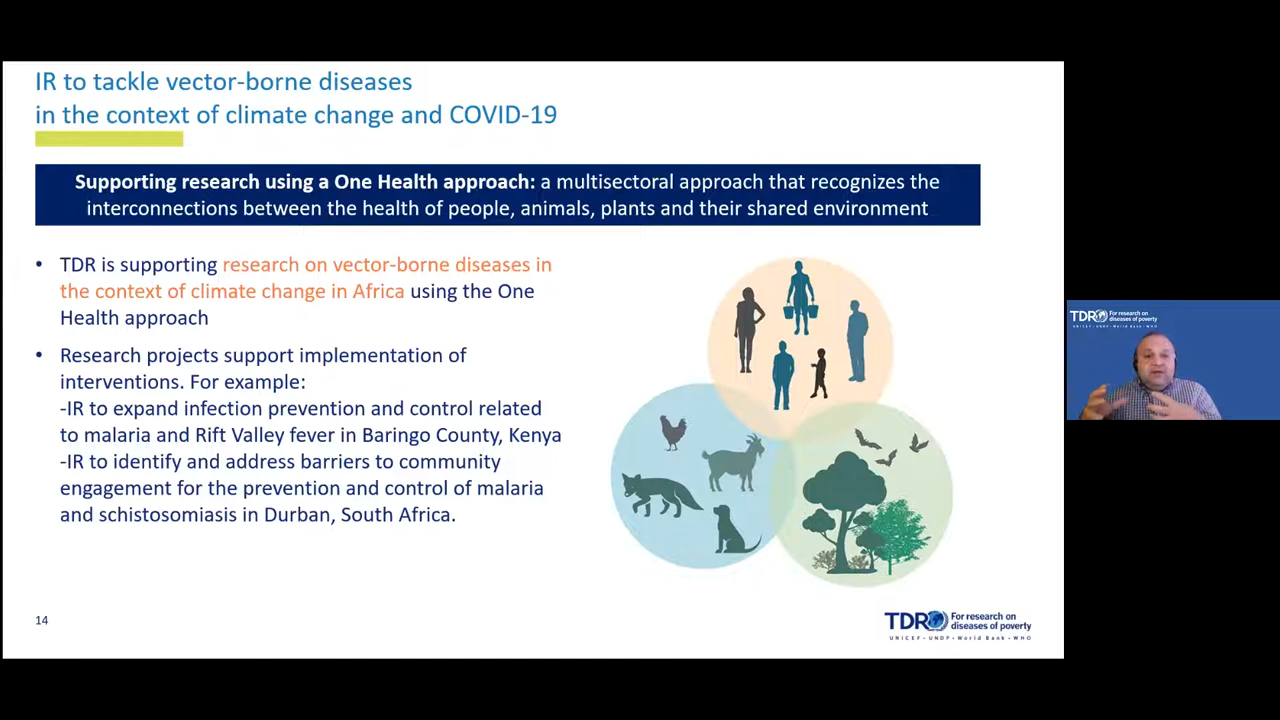 IR to tackle vector-borne diseases
in the context of climate change and COVID-19
Supporting research using a One Health approach: a multisectoral approach that recognizes the
interconnections between the health of people, animals, plants and their shared environment
• TDR is supporting research on vector-borne diseases in
the context of climate change in Africa using the One
Health approach
• Research projects support implementation of
interventions. For example:
-IR to expand infection prevention and control related
to malaria and Rift Valley fever in Baringo County, Kenya
-IR to identify and address barriers to community
engagement for the prevention and control of malaria
and schistosomiasis in Durban, South Africa.
14
TDR For research on
diseases of poverty
UNICEF • UNDP • World Bank • WHO
TDR For research on
diseases of poverty
UNICEF • UNDP • World Bank • WHO